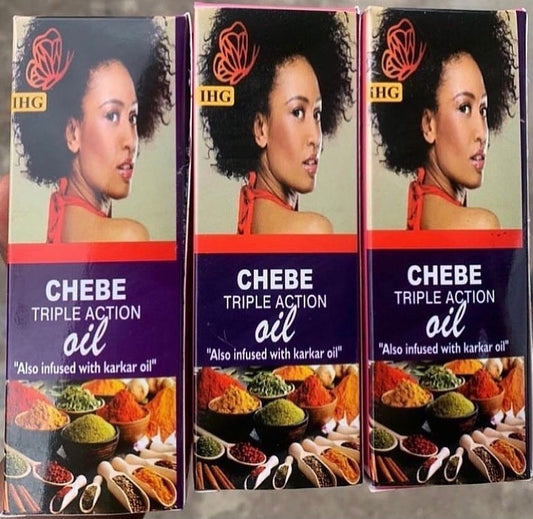 IHG
CHEBE
TRIPLE ACTION
oil
"Also infused with karkar oil"
IHG
CHEBE
TRIPLE ACTION
oil
"Also infused with karkar oil"
IHG
CHEBE
TRIPLE ACTION
oil
"Also infused with karkar oil"